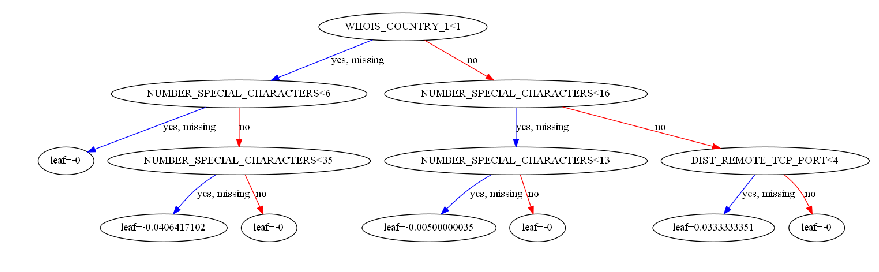 WHOIS_COUNTRY_1<1
yes, missing
no
NUMBER_SPECIAL_CHARACTERS<6
NUMBER_SPECIAL_CHARACTERS<16
yes, missing
no
yes, missing
no
leaf=-0
NUMBER_SPECIAL_CHARACTERS<35
NUMBER_SPECIAL_CHARACTERS<13
DIST_REMOTE_TCP_PORT<4
yes, missing
no
yes, missing
no
yes, missing
no
leaf=-0.0406417102
leaf=-0
leaf=-0.00500000035
leaf=-0
leaf=0.0333333351
leaf=-0